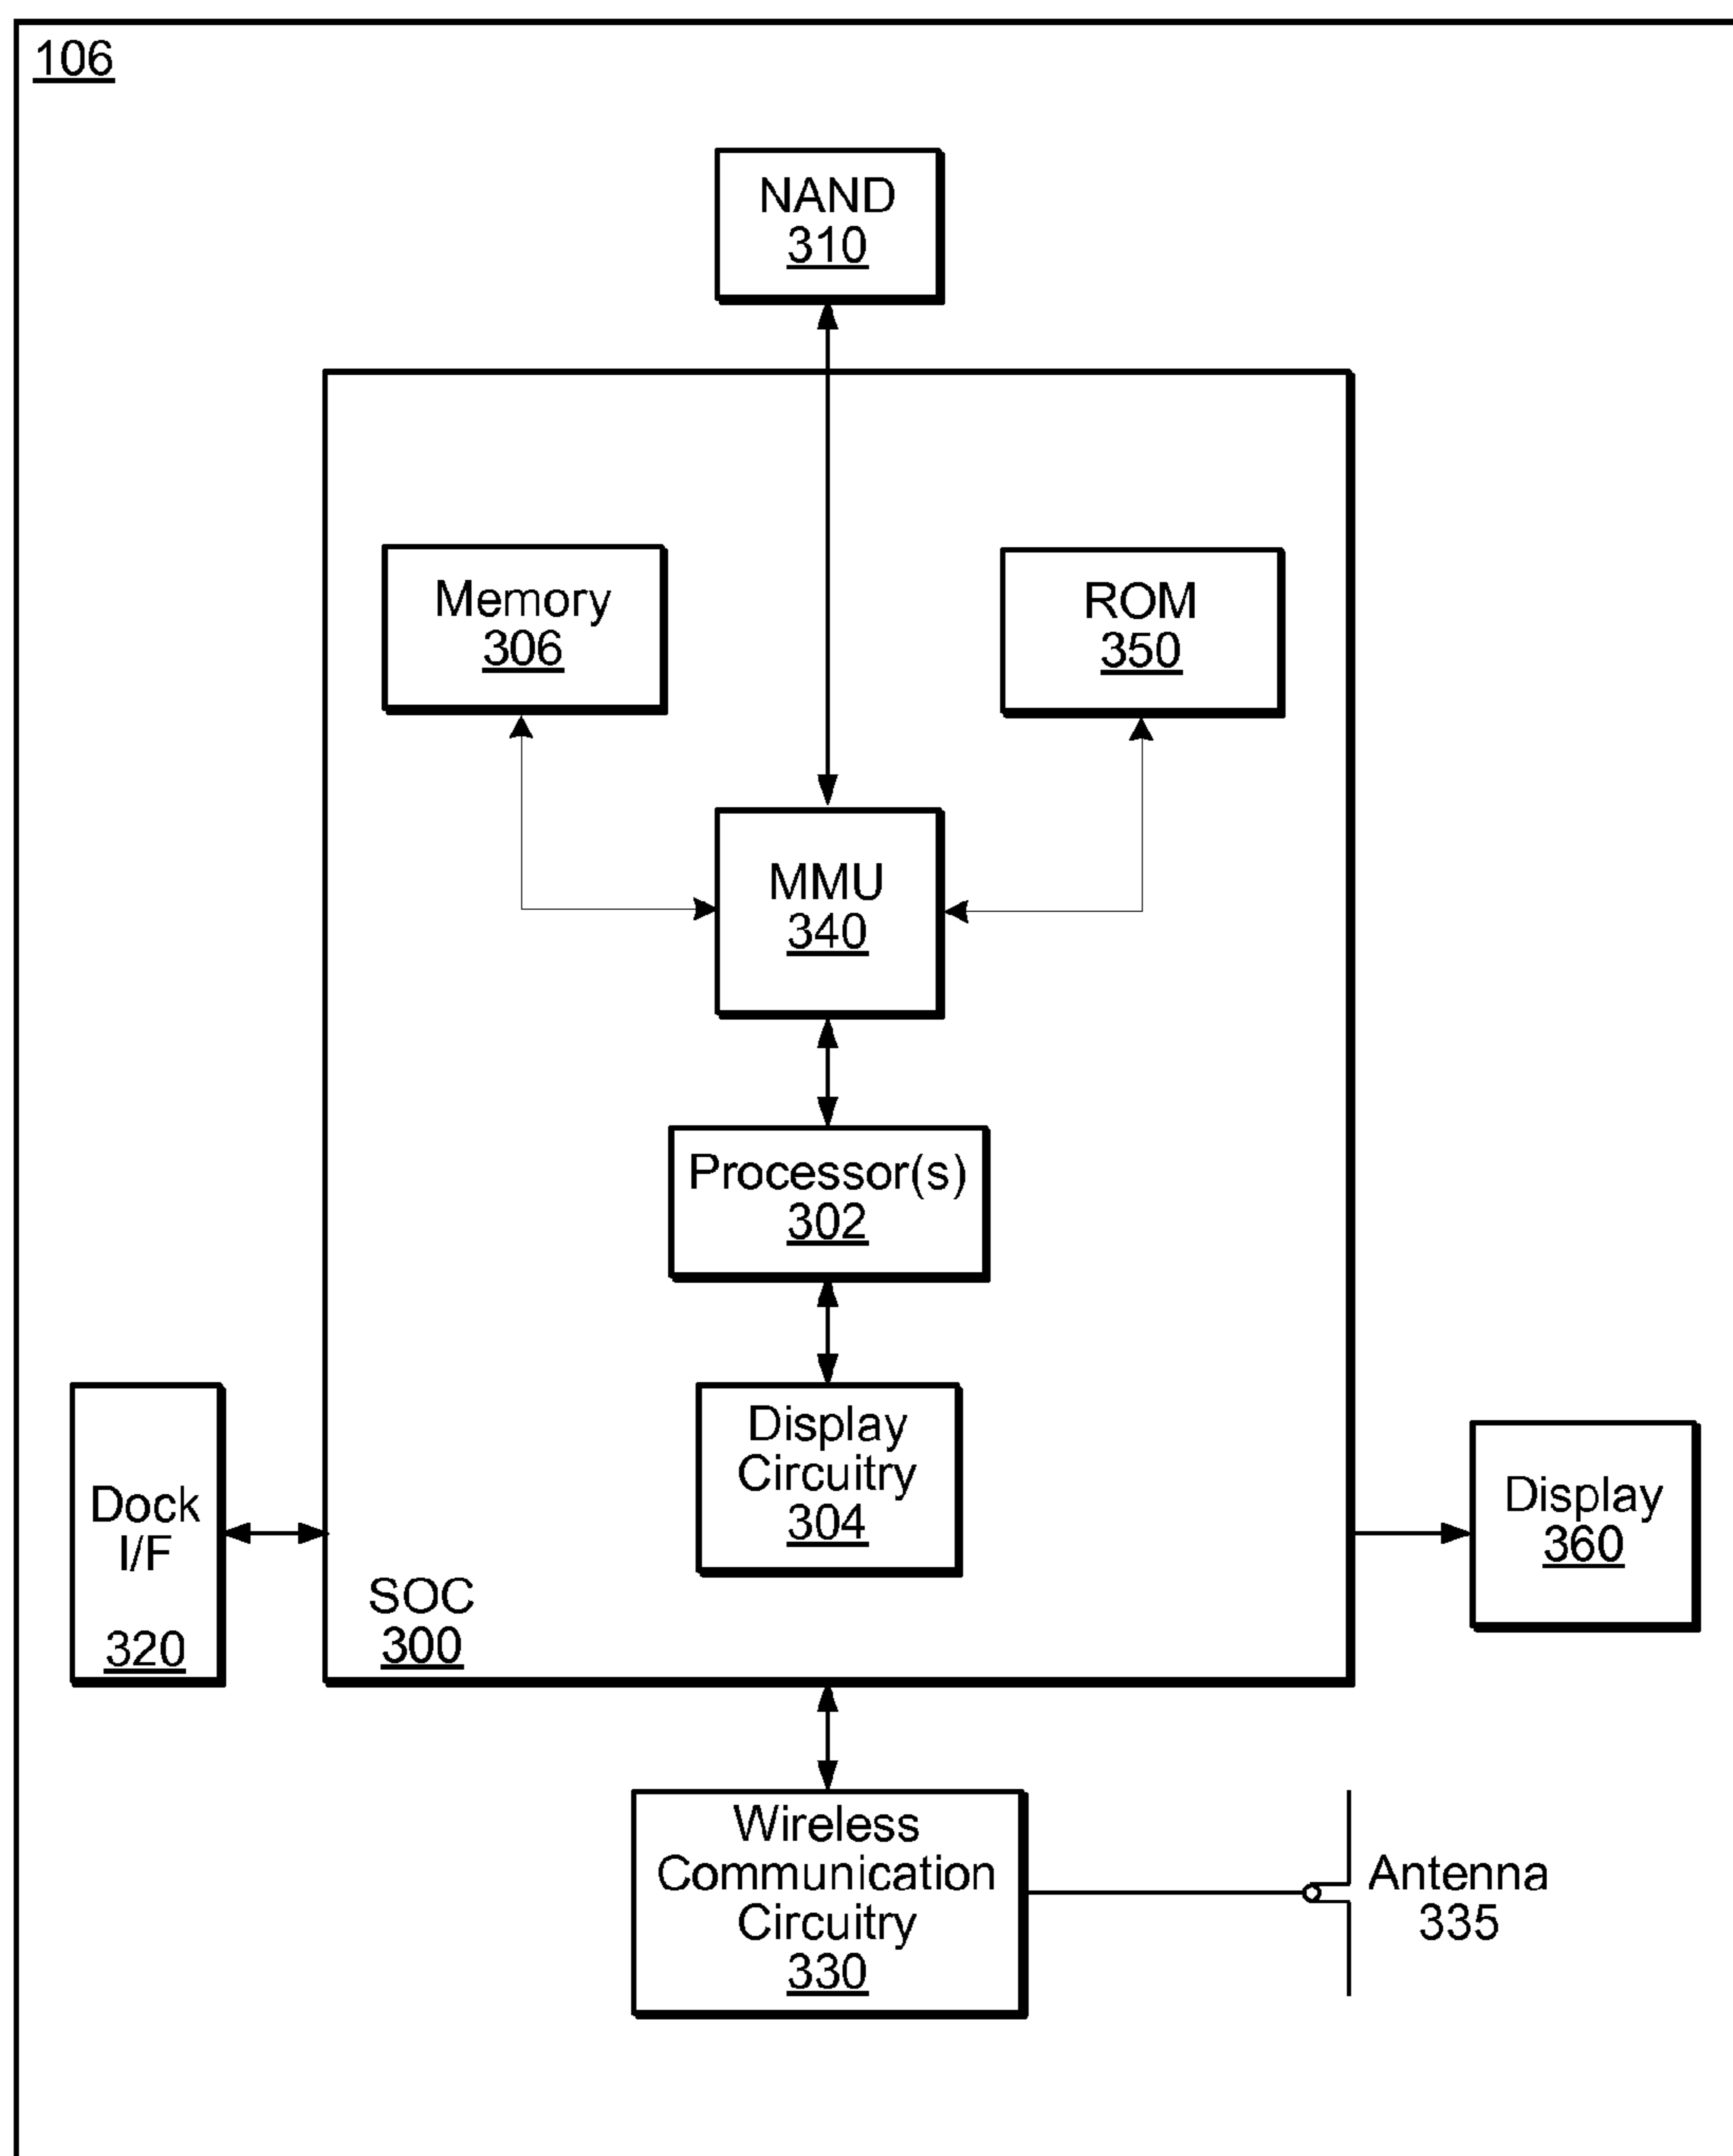 106
NAND
310
Memory
306
ROM
350
MMU
340
Processor(s)
302
Display
Circuitry
304
Dock
I/F
320
SOC
300
Display
360
Wireless
Communication
Circuitry
330
Antenna
335